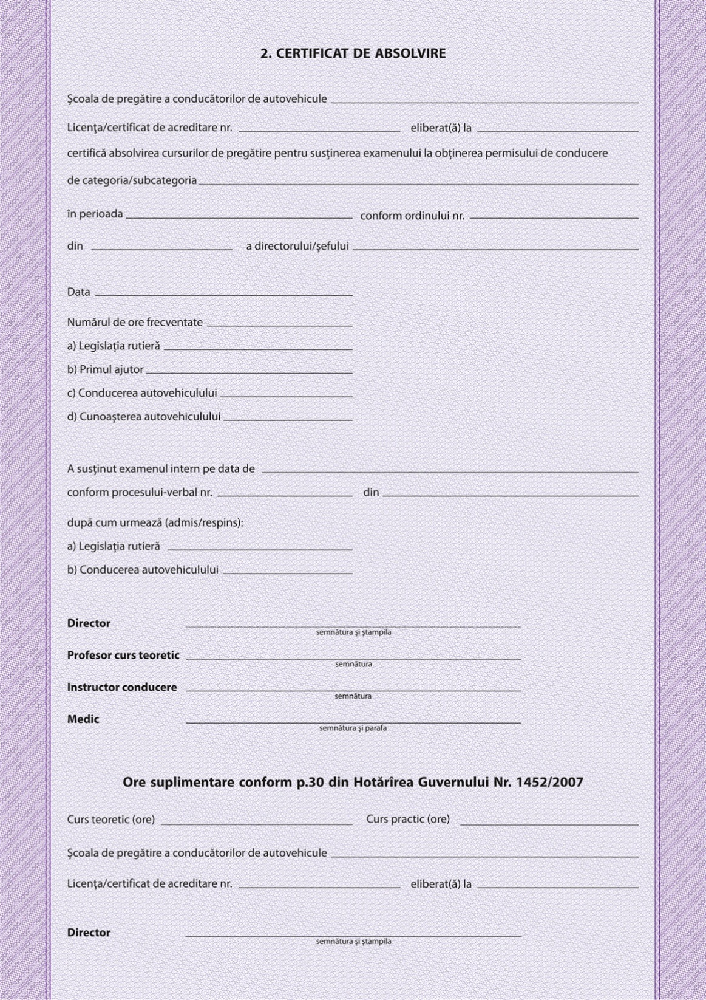 2. CERTIFICAT DE ABSOLVIRE
Şcoala de pregătire a conducătorilor de autovehicule
Licenţa/certificat de acreditare nr. eliberat(ă) la
certifică absolvirea cursurilor de pregătire pentru susţinerea examenului la obţinerea permisului de conducere
de categoria/subcategoria
în perioada conform ordinului nr.
din a directorului/şefului
Data
Numărul de ore frecventate
a) Legislaţia rutieră
b) Primul ajutor
c) Conducerea autovehiculului
d) Cunoaşterea autovehiculului
A susţinut examenul intern pe data de
conform procesului-verbal nr. din
după cum urmează (admis/respins):
a) Legislaţia rutieră
b) Conducerea autovehiculului
Director
semnătura şi ştampila
Profesor curs teoretic
semnătura
Instructor conducere
semnătura
Medic
semnătura şi parafa
Ore suplimentare conform p.30 din Hotărîrea Guvernului Nr. 1452/2007
Curs teoretic (ore) Curs practic (ore)
Şcoala de pregătire a conducătorilor de autovehicule
Licenţa/certificat de acreditare nr. eliberat(ă) la
Director
semnătura şi ştampila